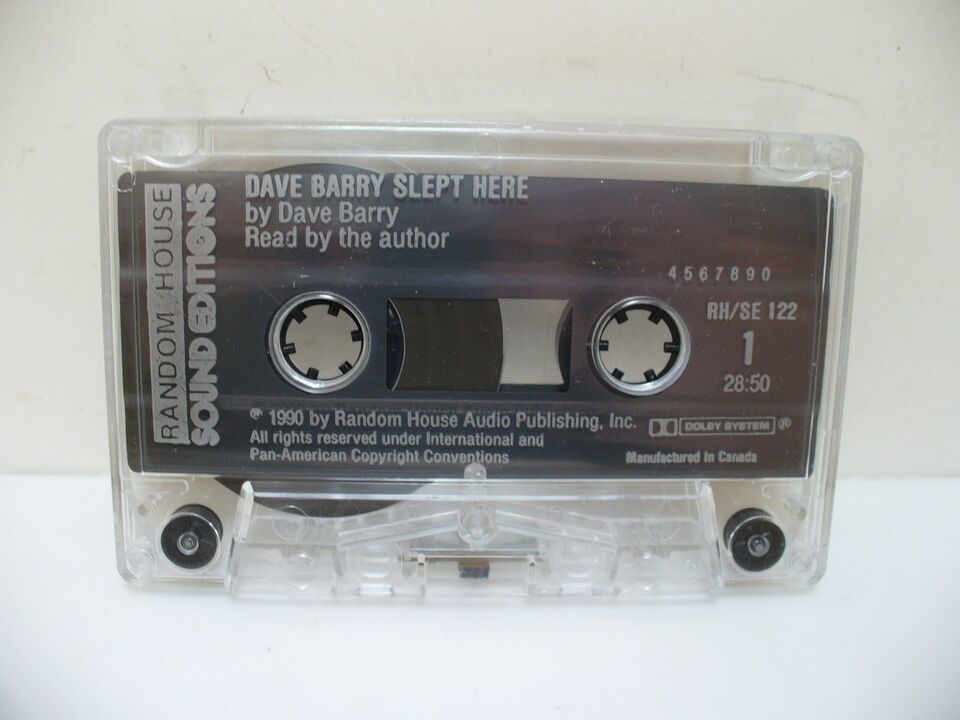 RANDOM HOUSE
SOUND EDITIONS
DAVE BARRY SLEPT HERE
by Dave Barry
Read by the author
4567890
RH/SE 122
1
28:50
℗ 1990 by Random House Audio Publishing, Inc.
All rights reserved under International and
Pan-American Copyright Conventions
DOLBY SYSTEM ®
Manufactured In Canada